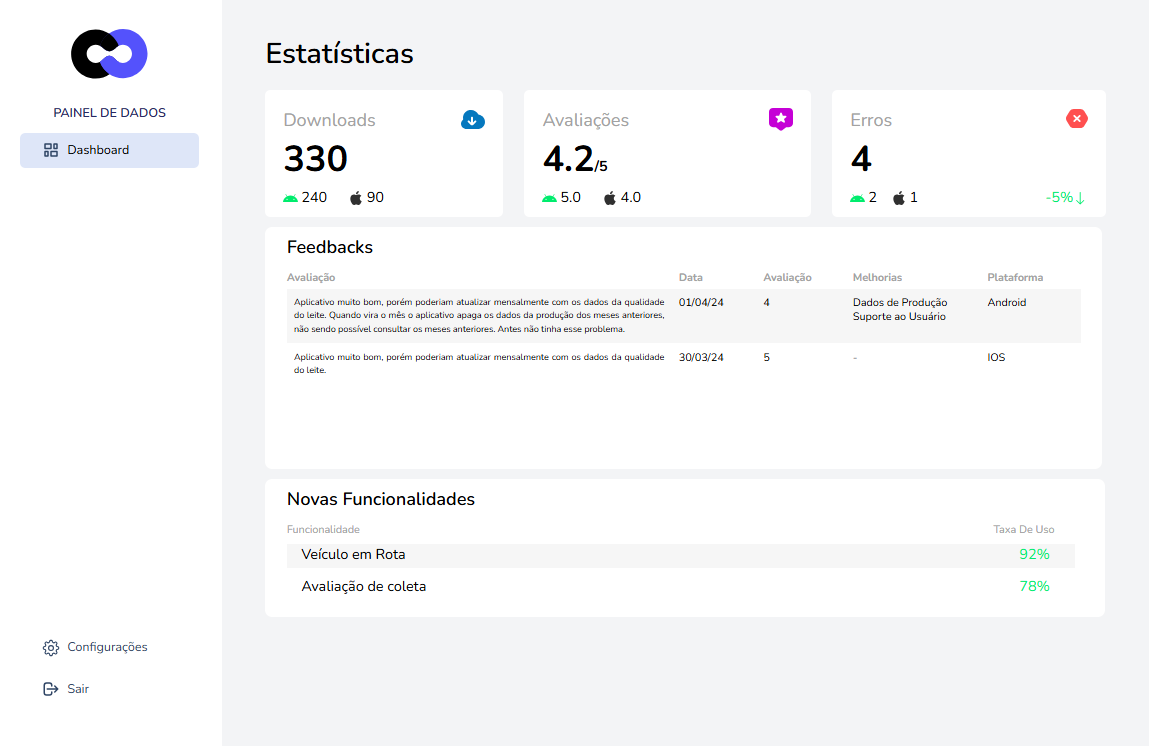 PAINEL DE DADOS
Dashboard
Configurações
Sair
Estatísticas
Downloads
330
240 90
Avaliações
4.2/5
5.0 4.0
Erros
4
2 1 -5%↓
Feedbacks
Avaliação Data Avaliação Melhorias Plataforma
Aplicativo muito bom, porém poderiam atualizar mensalmente com os dados da qualidade
do leite. Quando vira o mês o aplicativo apaga os dados da produção dos meses anteriores,
não sendo possível consultar os meses anteriores. Antes não tinha esse problema.
01/04/24 4 Dados de Produção
Suporte ao Usuário
Android
Aplicativo muito bom, porém poderiam atualizar mensalmente com os dados da qualidade
do leite.
30/03/24 5 - IOS
Novas Funcionalidades
Funcionalidade Taxa De Uso
Veículo em Rota 92%
Avaliação de coleta 78%